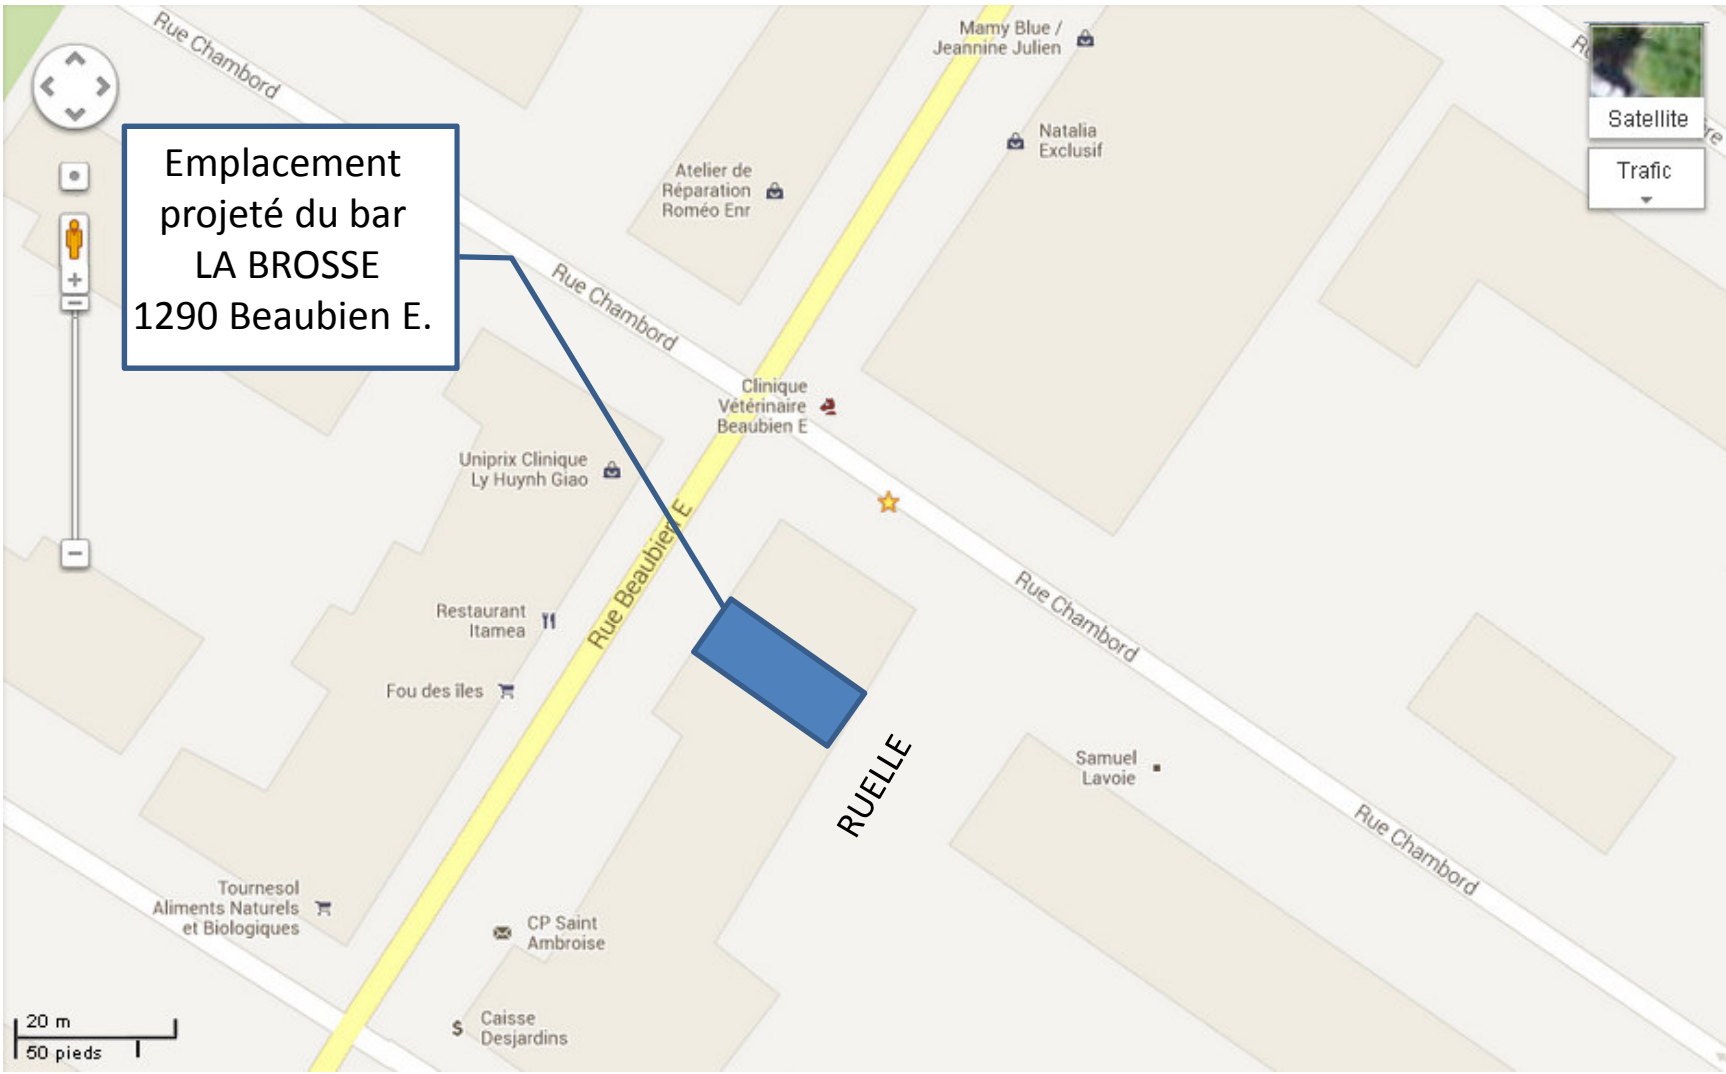 Rue Chambord
Mamy Blue /
Jeannine Julien
Satellite
Trafic
Natalia
Exclusif
Atelier de
Réparation
Roméo Enr
Emplacement
projeté du bar
LA BROSSE
1290 Beaubien E.
Rue Chambord
Clinique
Vétérinaire
Beaubien E
Uniprix Clinique
Ly Huynh Giao
Rue Beaubien E
Restaurant
Itamea
Rue Chambord
Fou des îles
RUELLE
Samuel
Lavoie
Rue Chambord
Tournesol
Aliments Naturels
et Biologiques
CP Saint
Ambroise
Caisse
Desjardins
20 m
50 pieds